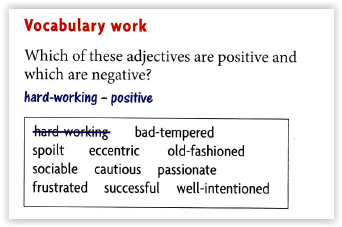 Vocabulary work
Which of these adjectives are positive and
which are negative?
hard-working – positive
hard-working bad-tempered
spoilt eccentric old-fashioned
sociable cautious passionate
frustrated successful well-intentioned